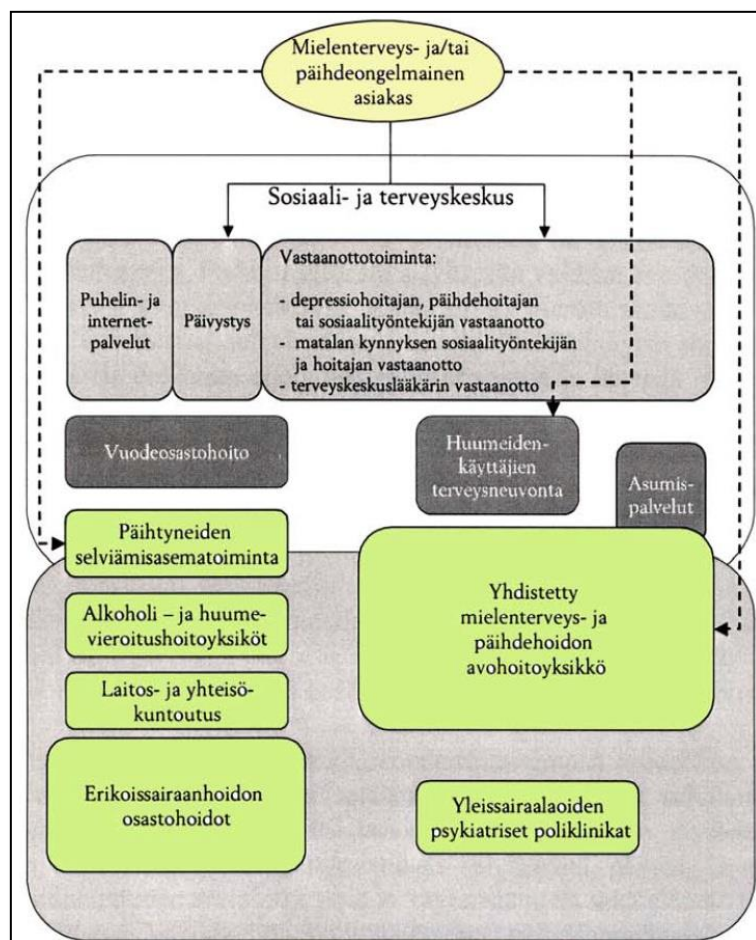 Mielenterveys- ja/tai
päihdeongelmainen
asiakas
Sosiaali- ja terveyskeskus
Puhelin- ja
internet-
palvelut
Päivystys
Vastaanottotoiminta:
- depressiohoitajan, päihdehoitajan
tai sosiaalityöntekijän vastaanotto
- matalan kynnyksen sosiaalityöntekijän
ja hoitajan vastaanotto
- terveyskeskuslääkärin vastaanotto
Vuodeosastohoito
Huumeiden-
käyttäjien
terveysneuvonta
Asumis-
palvelut
Päihtyneiden
selviämisasematoiminta
Alkoholi – ja huume-
vieroitushoitoyksiköt
Laitos- ja yhteisö-
kuntoutus
Erikoissairaanhoidon
osastohoidot
Yhdistetty
mielenterveys- ja
päihdehoidon
avohoitoyksikkö
Yleissairaalaoiden
psykiatriset poliklinikat